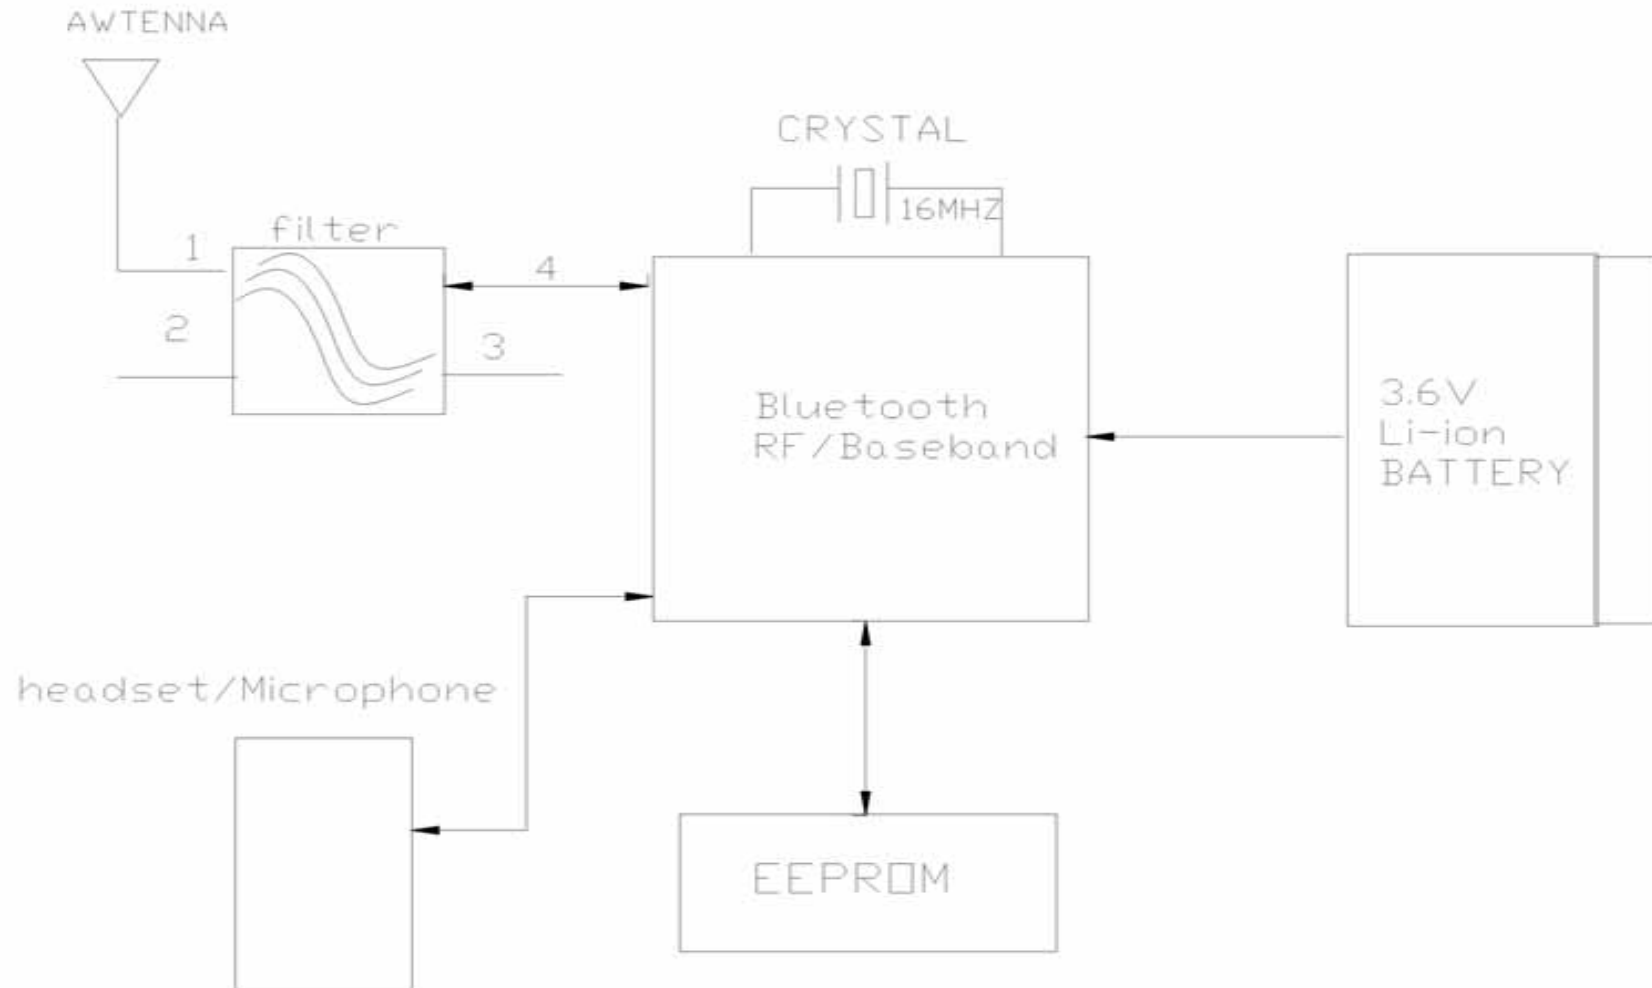 AWTENNA
CRYSTAL
16MHZ
filter
1
4
2
3
Bluetooth
RF/Baseband
3.6V
Li-ion
BATTERY
headset/Microphone
EEPROM